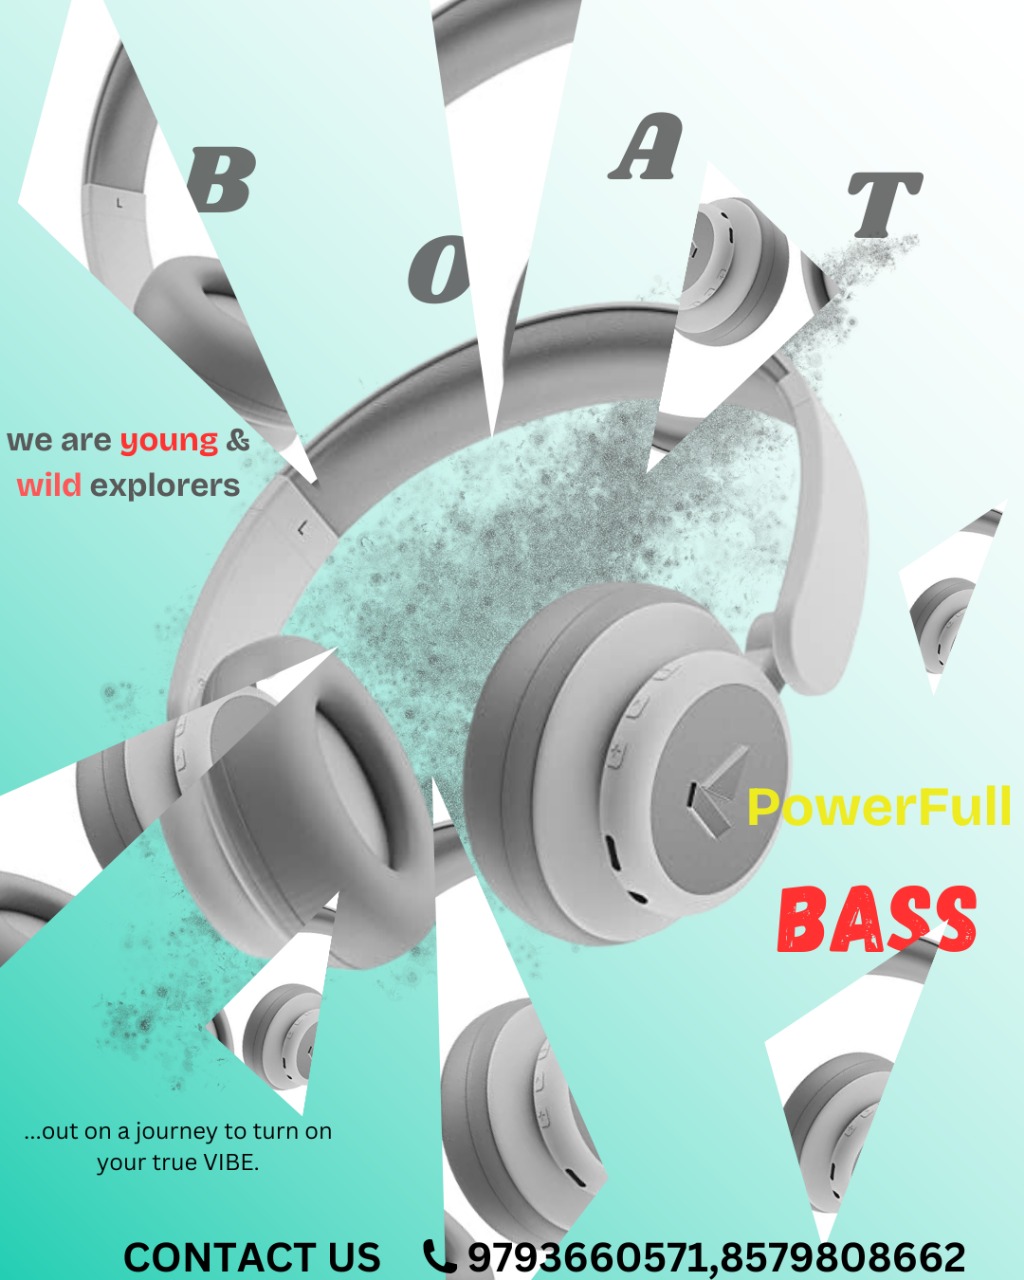 B O A T
L
we are young &
wild explorers
L
PowerFull
BASS
...out on a journey to turn on
your true VIBE.
CONTACT US 9793660571,8579808662